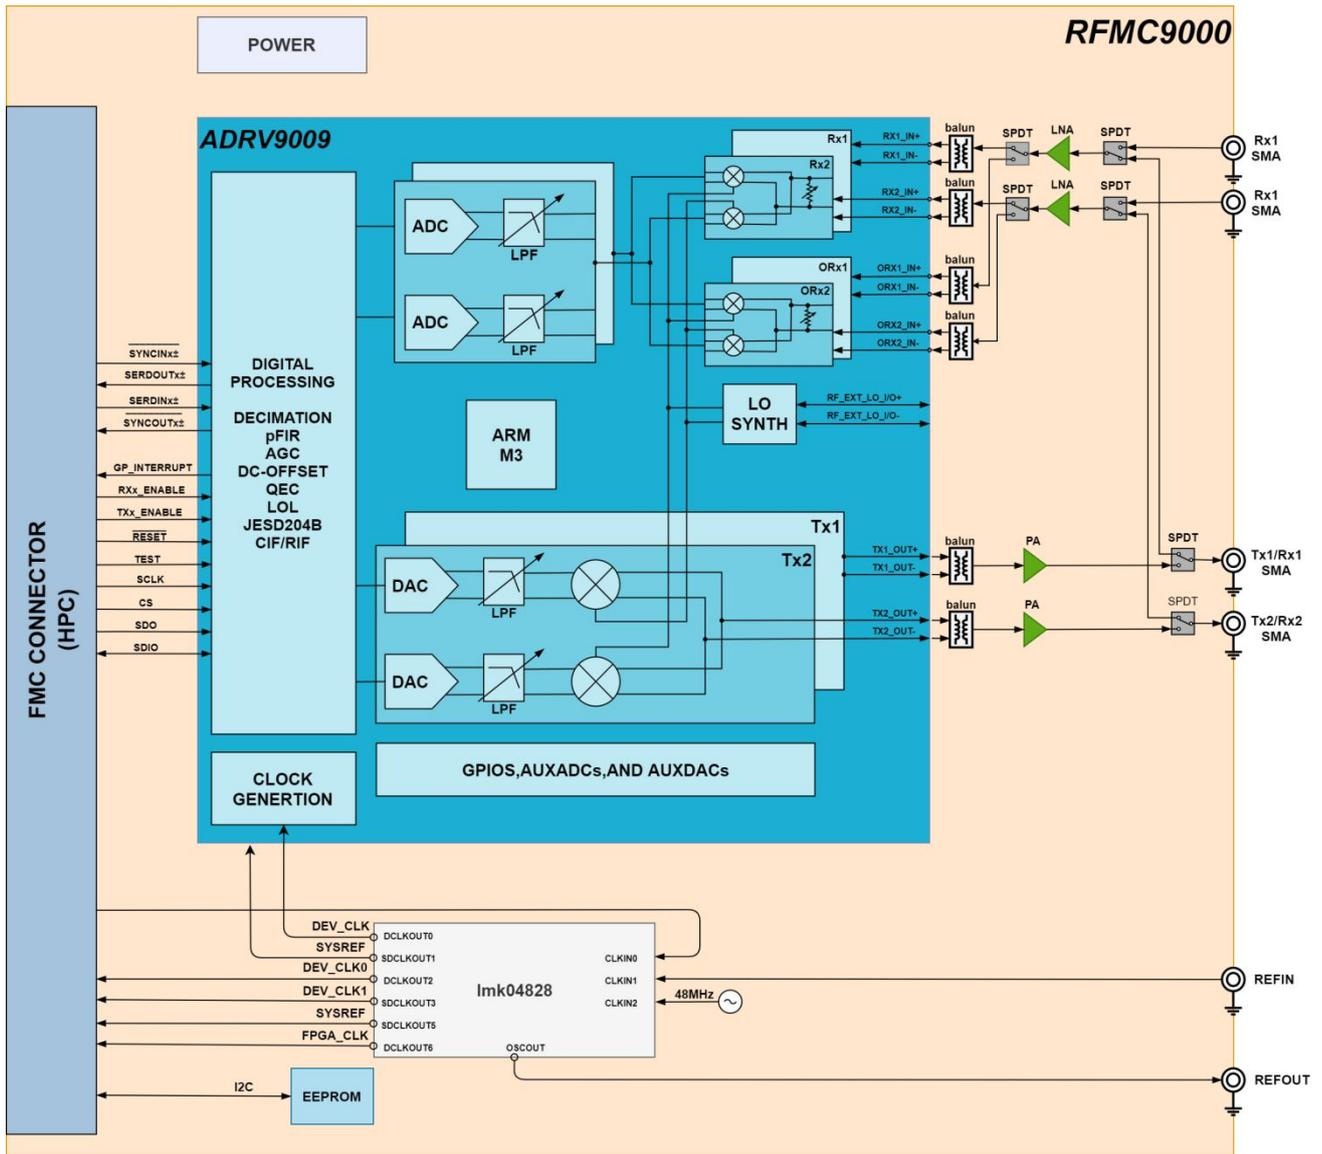 POWER
RFMC9000
ADRV9009
FMC CONNECTOR
(HPC)
SYNCINx±
SERDOUTx±
SERDINx±
SYNCOUTx±
GP_INTERRUPT
RXx_ENABLE
TXx_ENABLE
RESET
TEST
SCLK
CS
SDO
SDIO
DIGITAL
PROCESSING
DECIMATION
pFIR
AGC
DC-OFFSET
QEC
LOL
JESD204B
CIF/RIF
ADC
LPF
ADC
LPF
ARM
M3
Rx1
Rx2
ORx1
ORx2
LO
SYNTH
RX1_IN+
RX1_IN-
RX2_IN+
RX2_IN-
ORX1_IN+
ORX1_IN-
ORX2_IN+
ORX2_IN-
RF_EXT_LO_I/O+
RF_EXT_LO_I/O-
balun
SPDT
LNA
SPDT
Rx1
SMA
balun
SPDT
LNA
SPDT
Rx1
SMA
balun
balun
Tx1
Tx2
DAC
LPF
DAC
LPF
TX1_OUT+
TX1_OUT-
TX2_OUT+
TX2_OUT-
balun
PA
SPDT
Tx1/Rx1
SMA
balun
PA
SPDT
Tx2/Rx2
SMA
GPIOS,AUXADCs,AND AUXDACs
CLOCK
GENERTION
DEV_CLK
SYSREF
DEV_CLK0
DEV_CLK1
SYSREF
FPGA_CLK
DCLKOUT0
SDCLKOUT1
DCLKOUT2
SDCLKOUT3
SDCLKOUT5
DCLKOUT6
lmk04828
CLKIN0
CLKIN1
CLKIN2
OSCOUT
48MHz
REFIN
REFOUT
I2C
EEPROM